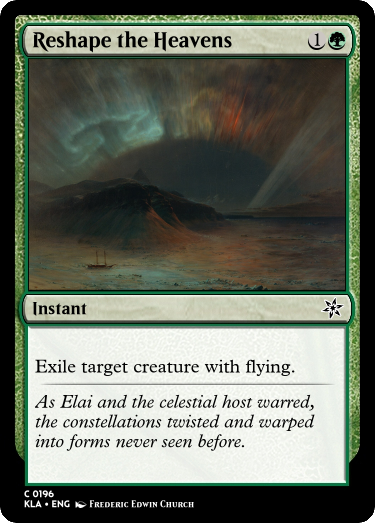 Reshape the Heavens 1
Instant
Exile target creature with flying.
As Elai and the celestial host warred,
the constellations twisted and warped
into forms never seen before.
C 0196
KLA • ENG Frederic Edwin Church